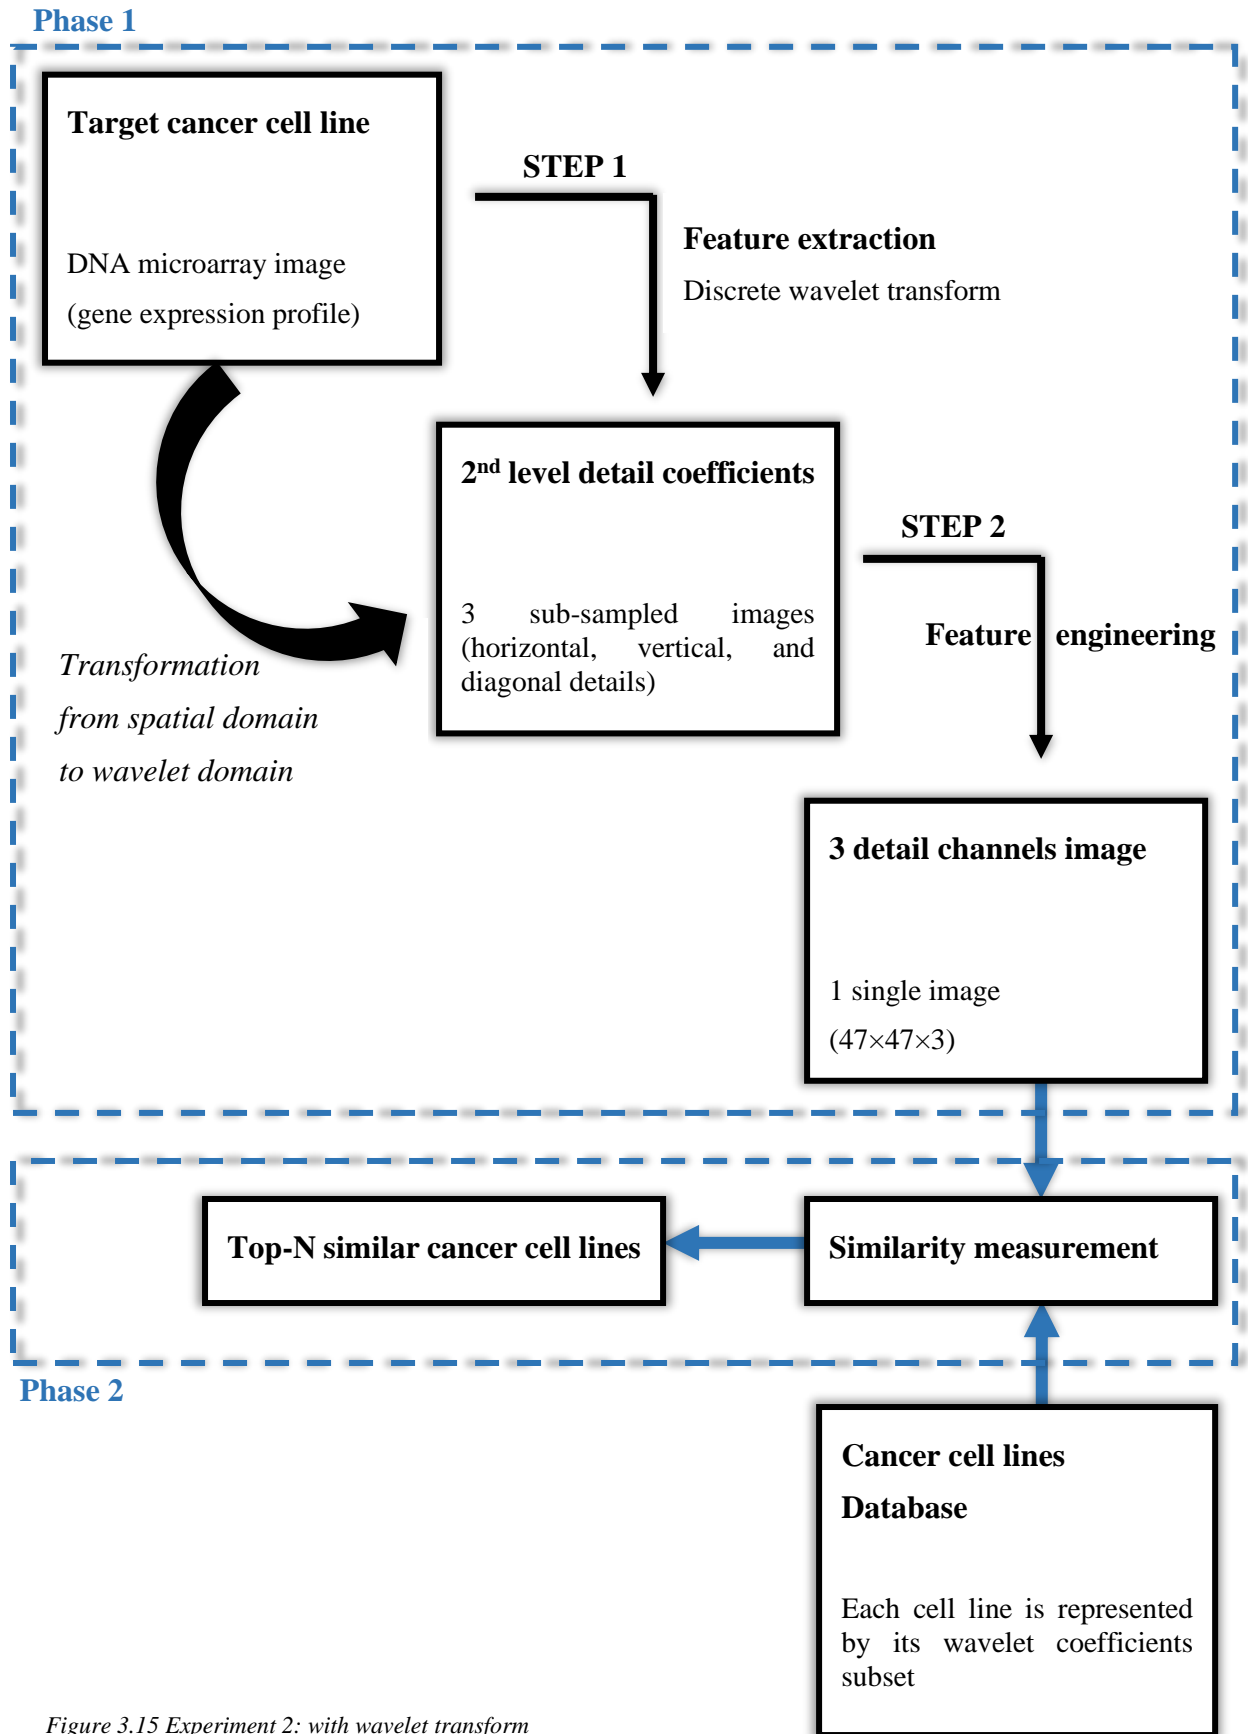 Phase 1
Target cancer cell line
DNA microarray image
(gene expression profile)
STEP 1
Feature extraction
Discrete wavelet transform
2nd level detail coefficients
3 sub-sampled images
(horizontal, vertical, and
diagonal details)
Transformation
from spatial domain
to wavelet domain
STEP 2
Feature engineering
3 detail channels image
1 single image
(47×47×3)
Top-N similar cancer cell lines
Similarity measurement
Phase 2
Cancer cell lines
Database
Each cell line is represented
by its wavelet coefficients
subset
Figure 3.15 Experiment 2: with wavelet transform